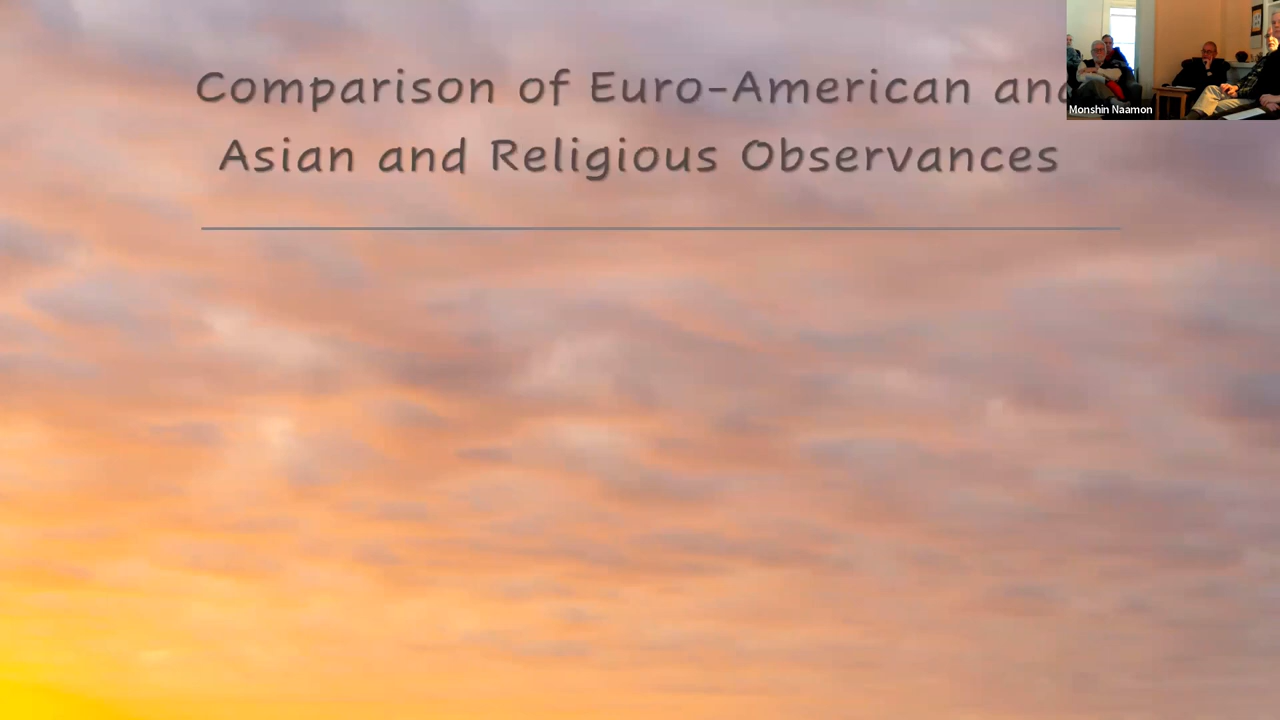 Comparison of Euro-American and
Asian and Religious Observances
Monshin Naamon